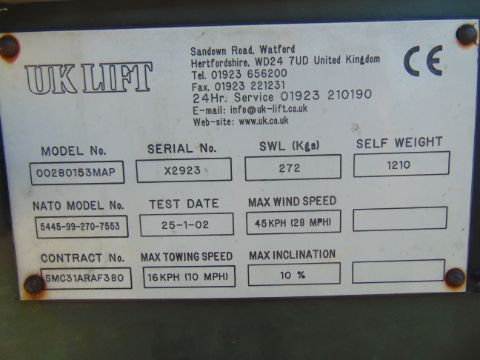 UK LIFT
Sandown Road, Watford
Hertfordshire, WD24 7UD United Kingdom
Tel. 01923 656200
Fax. 01923 221231
24Hr. Service 01923 210190
E-mail: info@uk-lift.co.uk
Web-site: www.uk.co.uk
CE
MODEL No. SERIAL No. SWL (Kgs) SELF WEIGHT
00280153MAP X2923 272 1210
NATO MODEL No. TEST DATE MAX WIND SPEED
5445-99-270-7553 25-1-02 45KPH (28 MPH)
CONTRACT No. MAX TOWING SPEED MAX INCLINATION
SMC31ARAF380 16KPH (10 MPH) 10 %